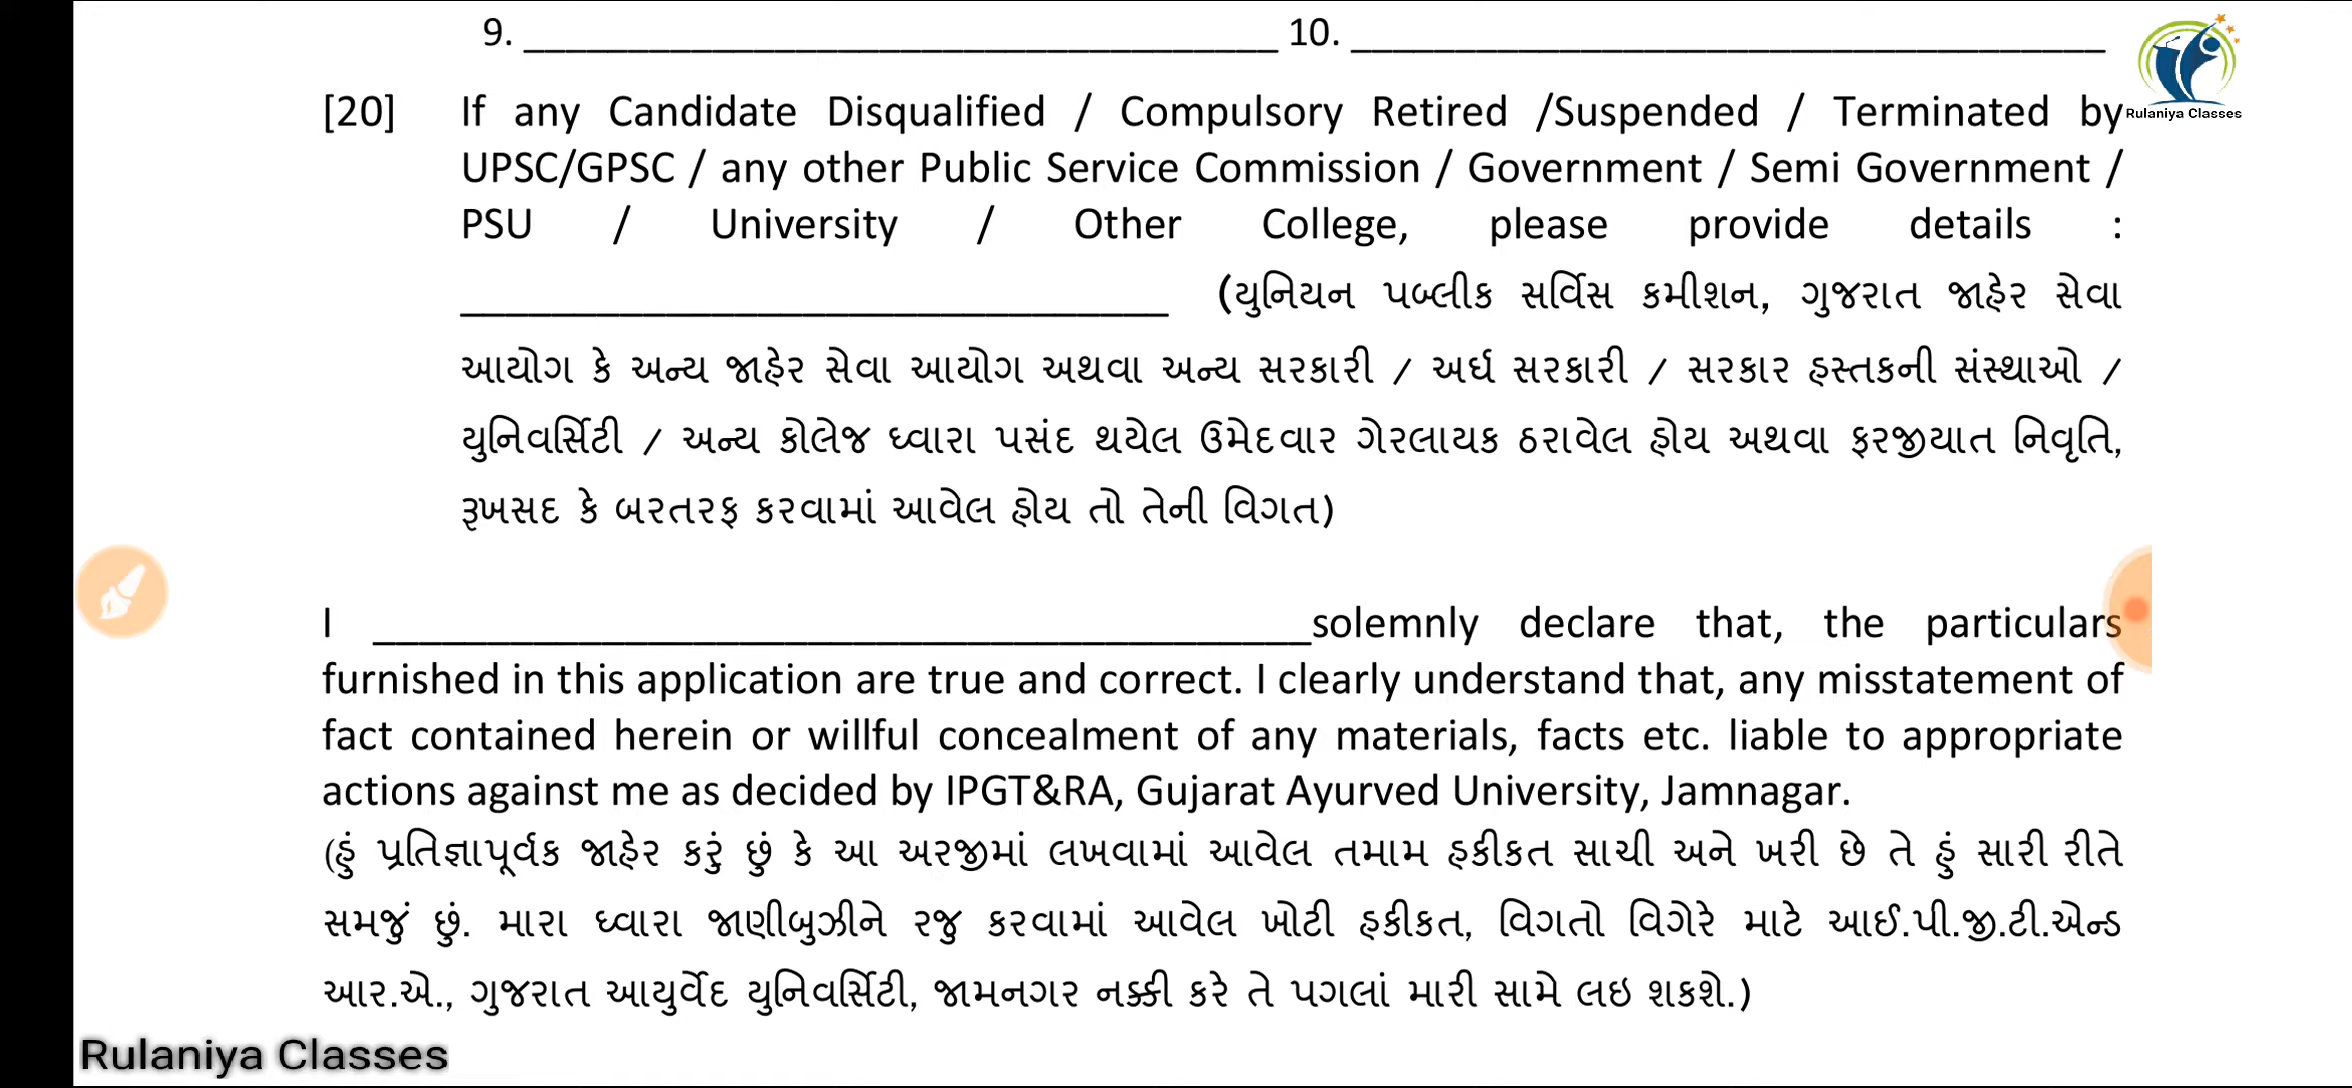 9. ____________________ 10. ____________________
Rulaniya Classes
[20] If any Candidate Disqualified / Compulsory Retired /Suspended / Terminated by
UPSC/GPSC / any other Public Service Commission / Government / Semi Government /
PSU / University / Other College, please provide details :
____________________ (યુનિયન પબ્લીક સર્વિસ કમીશન, ગુજરાત જાહેર સેવા
આયોગ કે અન્ય જાહેર સેવા આયોગ અથવા અન્ય સરકારી / અર્ધ સરકારી / સરકાર હસ્તકની સંસ્થાઓ /
યુનિવર્સિટી / અન્ય કોલેજ ધ્વારા પસંદ થયેલ ઉમેદવાર ગેરલાયક ઠરાવેલ હોય અથવા ફરજીયાત નિવૃતિ,
રૂખસદ કે બરતરફ કરવામાં આવેલ હોય તો તેની વિગત)
I ____________________solemnly declare that, the particulars
furnished in this application are true and correct. I clearly understand that, any misstatement of
fact contained herein or willful concealment of any materials, facts etc. liable to appropriate
actions against me as decided by IPGT&RA, Gujarat Ayurved University, Jamnagar.
(હું પ્રતિજ્ઞાપૂર્વક જાહેર કરું છું કે આ અરજીમાં લખવામાં આવેલ તમામ હકીકત સાચી અને ખરી છે તે હું સારી રીતે
સમજું છું. મારા ધ્વારા જાણીબુઝીને રજુ કરવામાં આવેલ ખોટી હકીકત, વિગતો વિગેરે માટે આઈ.પી.જી.ટી.એન્ડ
આર.એ., ગુજરાત આયુર્વેદ યુનિવર્સિટી, જામનગર નક્કી કરે તે પગલાં મારી સામે લઇ શકશે.)
Rulaniya Classes